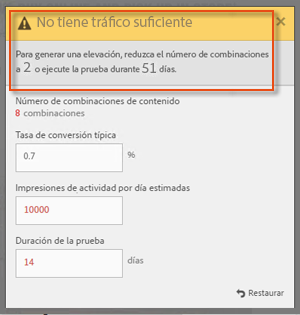 No tiene tráfico suficiente
Para generar una elevación, reduzca el número de combinaciones
a 2 o ejecute la prueba durante 51 días.
Número de combinaciones de contenido
8 combinaciones
Tasa de conversión típica
0.7 %
Impresiones de actividad por día estimadas
10000
Duración de la prueba
14 días
Restaurar